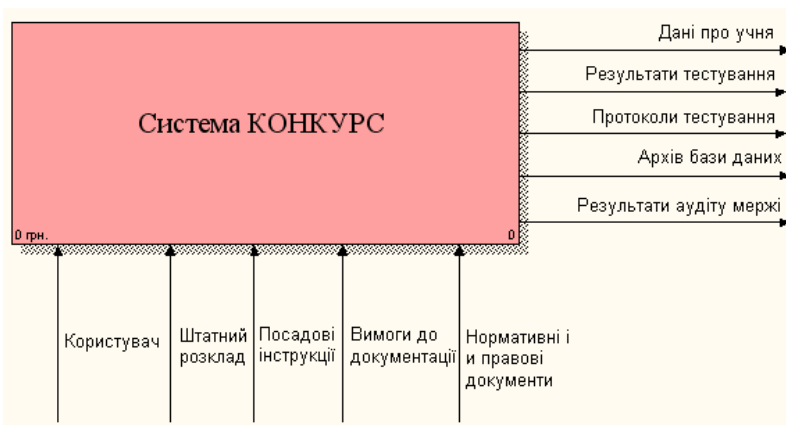 Система КОНКУРС
0 грн.
0
Дані про учня
Результати тестування
Протоколи тестування
Архів бази даних
Результати аудіту мержі
Користувач
Штатний
розклад
Посадові
інструкції
Вимоги до
документації
Нормативні і
и правові
документи